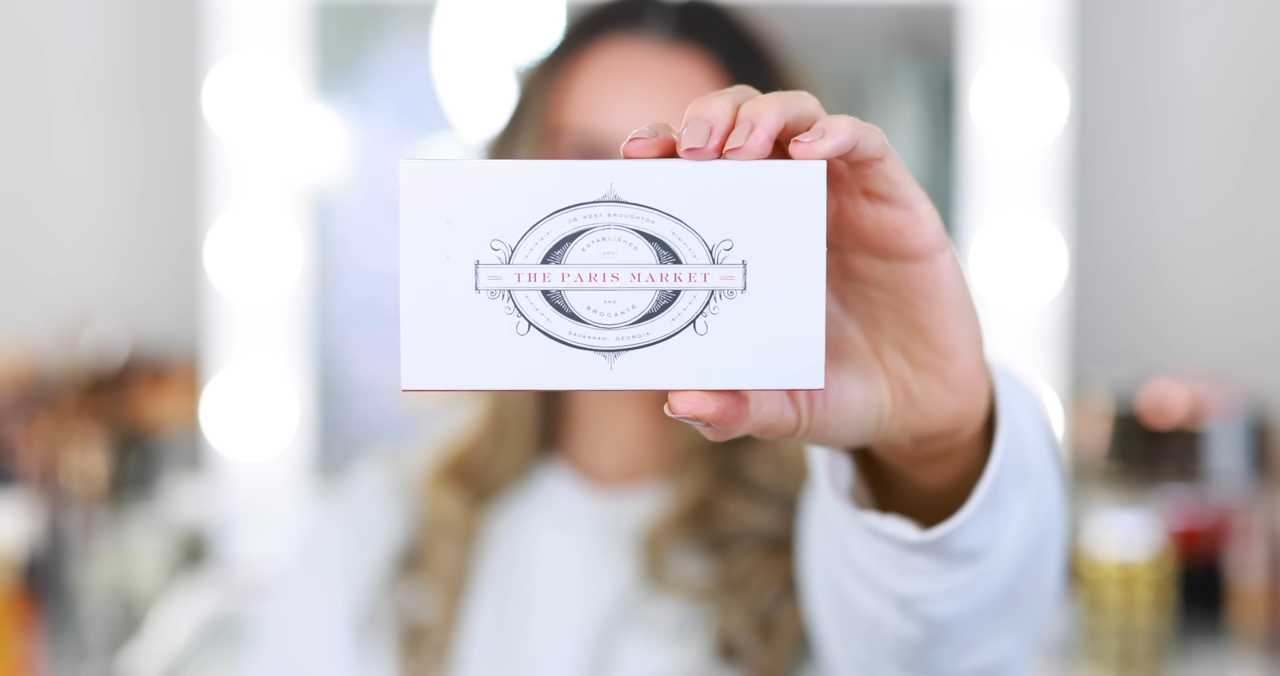 36 WEST BROUGHTON
ESTABLISHED
THE PARIS MARKET
AND
BROCANTE
SAVANNAH, GEORGIA